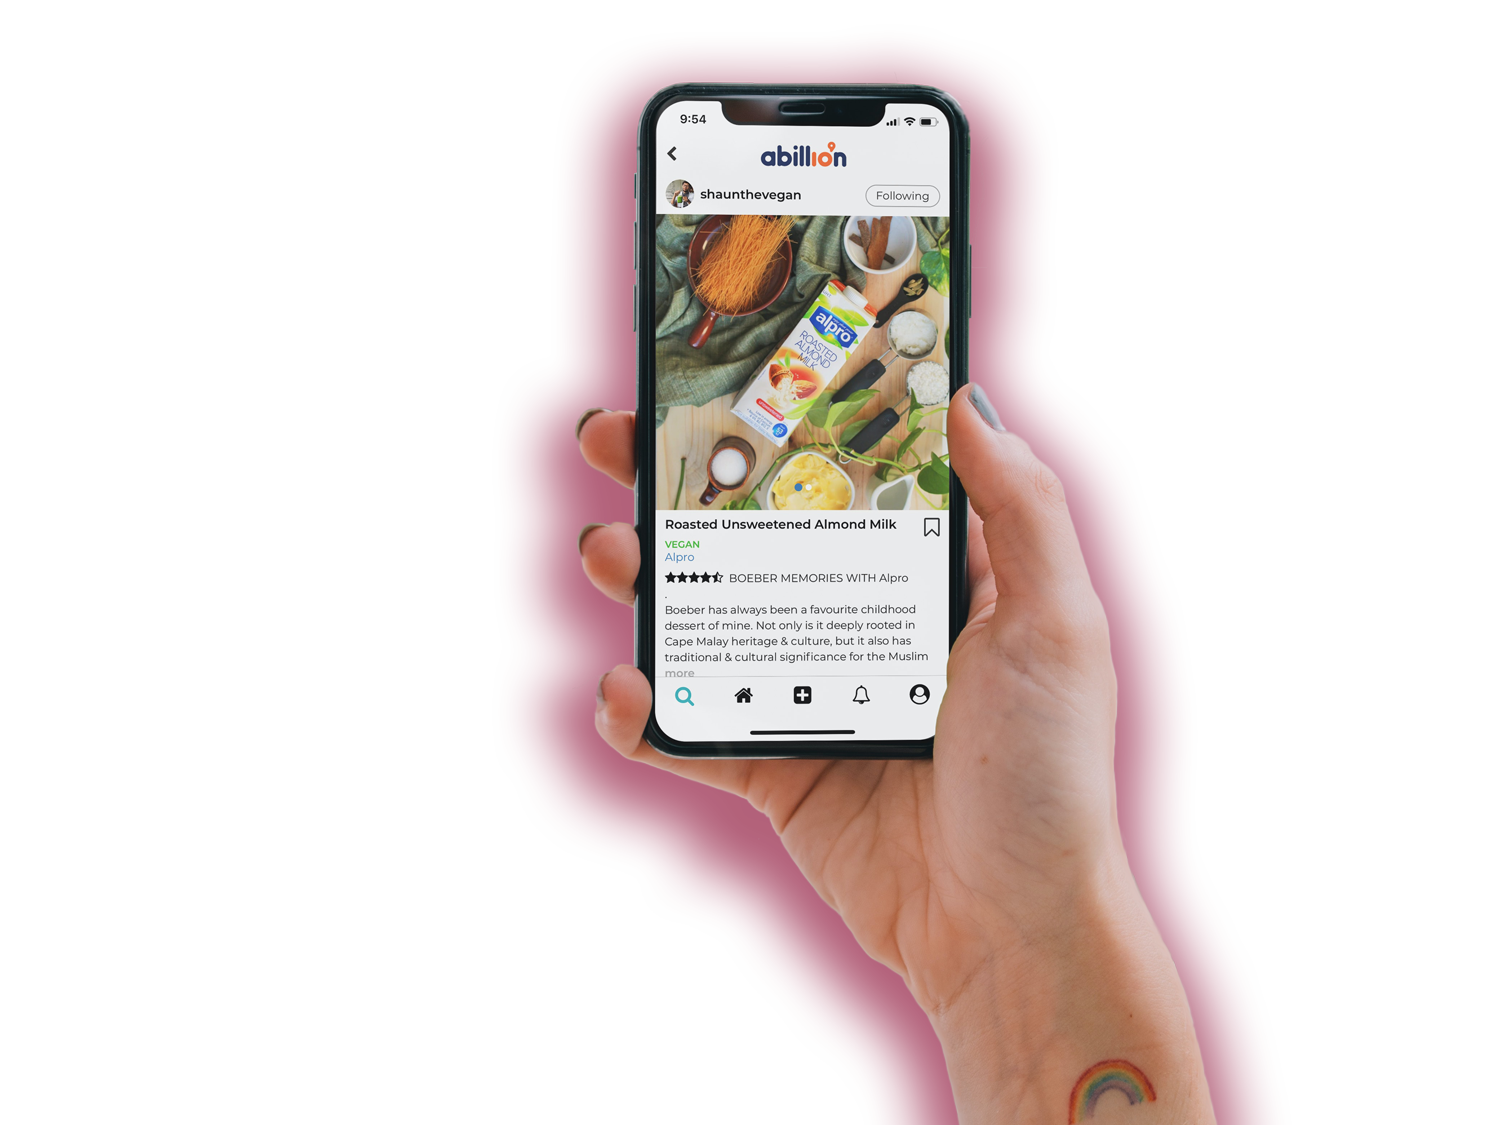 9:54
abillion
shaunthevegan
Following
alpro
ROASTED
ALMOND
MILK
Roasted Unsweetened Almond Milk
VEGAN
Alpro
BOEBER MEMORIES WITH Alpro
.
Boeber has always been a favourite childhood
dessert of mine. Not only is it deeply rooted in
Cape Malay heritage & culture, but it also has
traditional & cultural significance for the Muslim
more